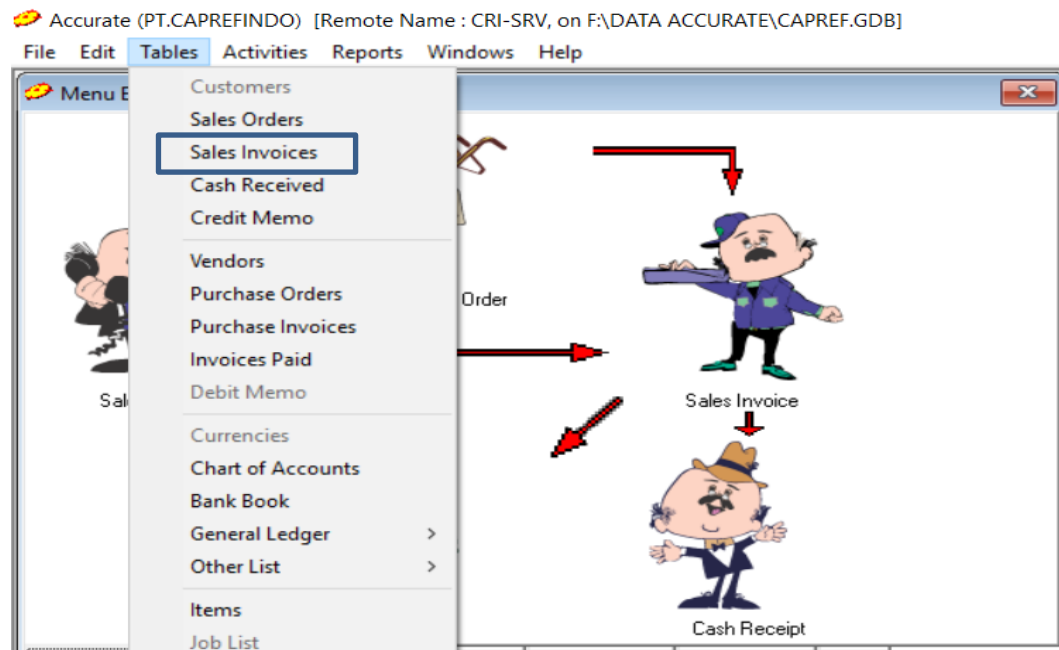 Accurate (PT.CAPREFINDO) [Remote Name : CRI-SRV, on F:\DATA ACCURATE\CAPREF.GDB]
File Edit Tables Activities Reports Windows Help
Menu
Customers
Sales Orders
Sales Invoices
Cash Received
Credit Memo
Vendors
Purchase Orders
Purchase Invoices
Invoices Paid
Debit Memo
Currencies
Chart of Accounts
Bank Book
General Ledger >
Other List >
Items
Job List
Order
Sal
Sales Invoice
Cash Receipt